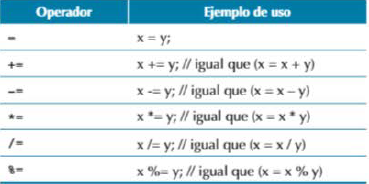 Operador Ejemplo de uso
= x = y;
+= x += y; // igual que (x = x + y)
-= x -= y; // igual que (x = x – y)
*= x *= y; // igual que (x = x * y)
/= x /= y; // igual que (x = x / y)
%= x %= y; // igual que (x = x % y)